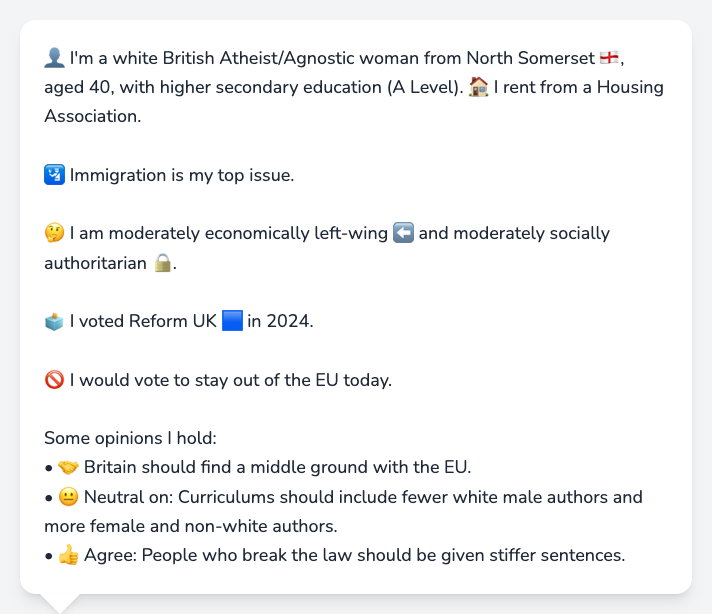 👤 I'm a white British Atheist/Agnostic woman from North Somerset 🏴󠁧󠁢󠁥󠁮󠁧󠁿,
aged 40, with higher secondary education (A Level). 🏠 I rent from a Housing
Association.
🛂 Immigration is my top issue.
🤔 I am moderately economically left-wing ⬅️ and moderately socially
authoritarian 🔒.
🗳️ I voted Reform UK 🟦 in 2024.
🚫 I would vote to stay out of the EU today.
Some opinions I hold:
• 🤝 Britain should find a middle ground with the EU.
• 😐 Neutral on: Curriculums should include fewer white male authors and
more female and non-white authors.
• 👍 Agree: People who break the law should be given stiffer sentences.